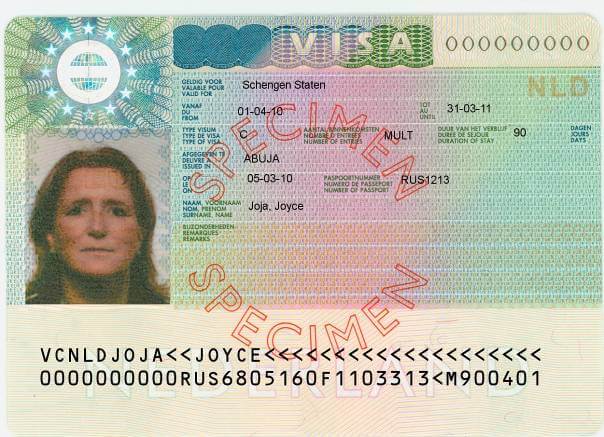 VISA 000000000
GELDIG VOOR
VALABLE POUR
VALID FOR
Schengen Staten
NLD
VANAF
DU
FROM
01-04-10
TOT
AU
UNTIL
31-03-11
TYPE VISUM
TYPE DE VISA
TYPE OF VISA
C
AANTAL BINNENKOMSTEN
NOMBRE D'ENTREES
NUMBER OF ENTRIES
MULT
DUUR VAN HET VERBLIJF
DUREE DE SEJOUR
DURATION OF STAY
90
DAGEN
JOURS
DAYS
AFGEGEVEN TE
DELIVRE A
ISSUED IN
ABUJA
OP
LE
ON
05-03-10
PASPOORTNUMMER
NUMERO DE PASSEPORT
NUMBER OF PASSPORT
RUS1213
NAAM, VOORNAAM
NOM, PRENOM
SURNAME, NAME
Joja, Joyce
BIJZONDERHEDEN
REMARQUES
REMARKS
SPECIMEN
SPECIMEN
VCNLDJOJA<<JOYCE<<<<<<<<<<<<<<<<<<<<
0000000000RUS6805160F1103313<M900401
NEDERLAND